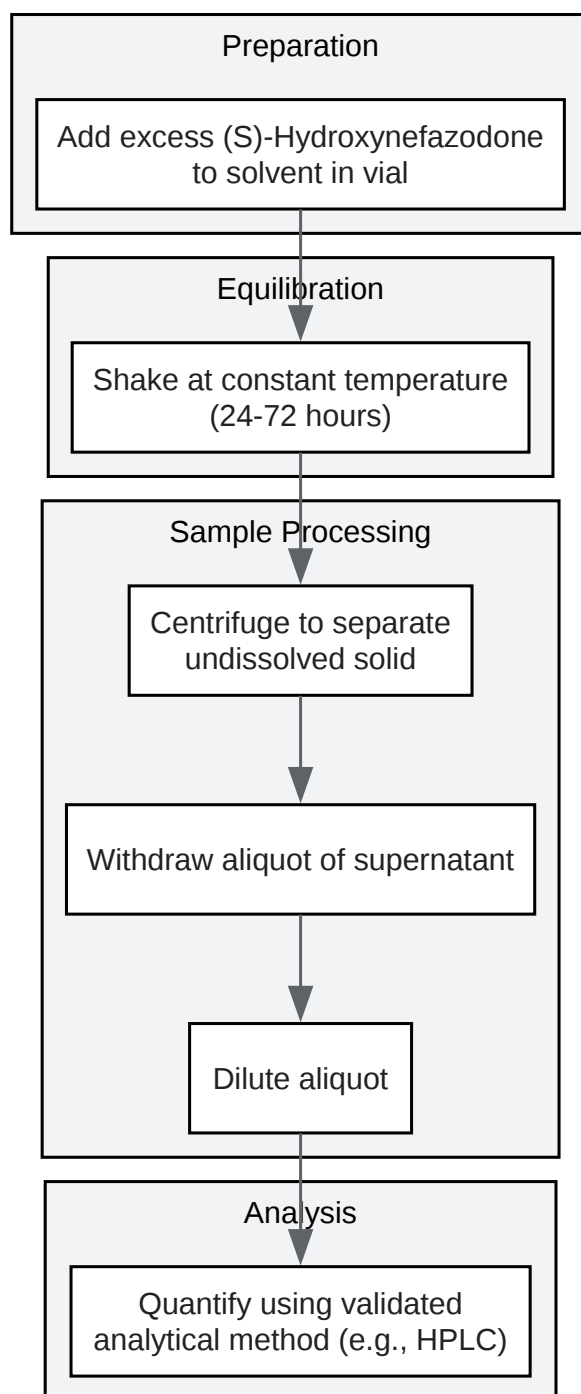 Preparation
Add excess (S)-Hydroxynefazodone
to solvent in vial
Equilibration
Shake at constant temperature
(24-72 hours)
Sample Processing
Centrifuge to separate
undissolved solid
Withdraw aliquot of supernatant
Dilute aliquot
Analysis
Quantify using validated
analytical method (e.g., HPLC)